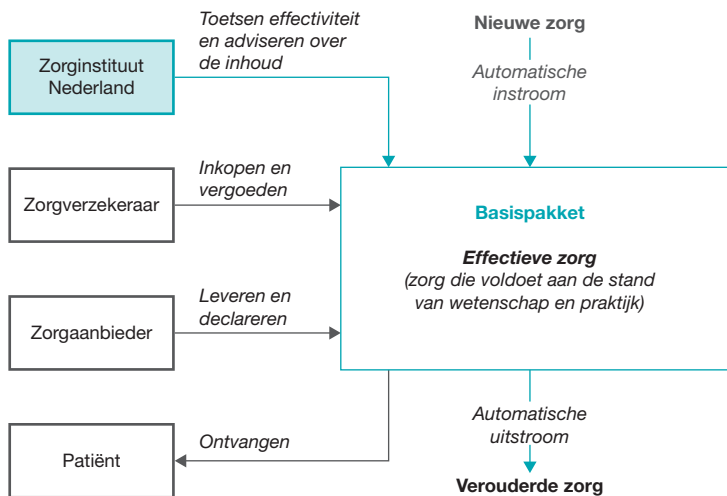 Toetsen effectiviteit
en adviseren over
de inhoud
Nieuwe zorg
Zorginstituut
Nederland
Automatische
instroom
Inkopen en
vergoeden
Zorgverzekeraar
Basispakket
Effectieve zorg
(zorg die voldoet aan de stand
van wetenschap en praktijk)
Leveren en
declareren
Zorgaanbieder
Automatische
uitstroom
Ontvangen
Patiënt
Verouderde zorg